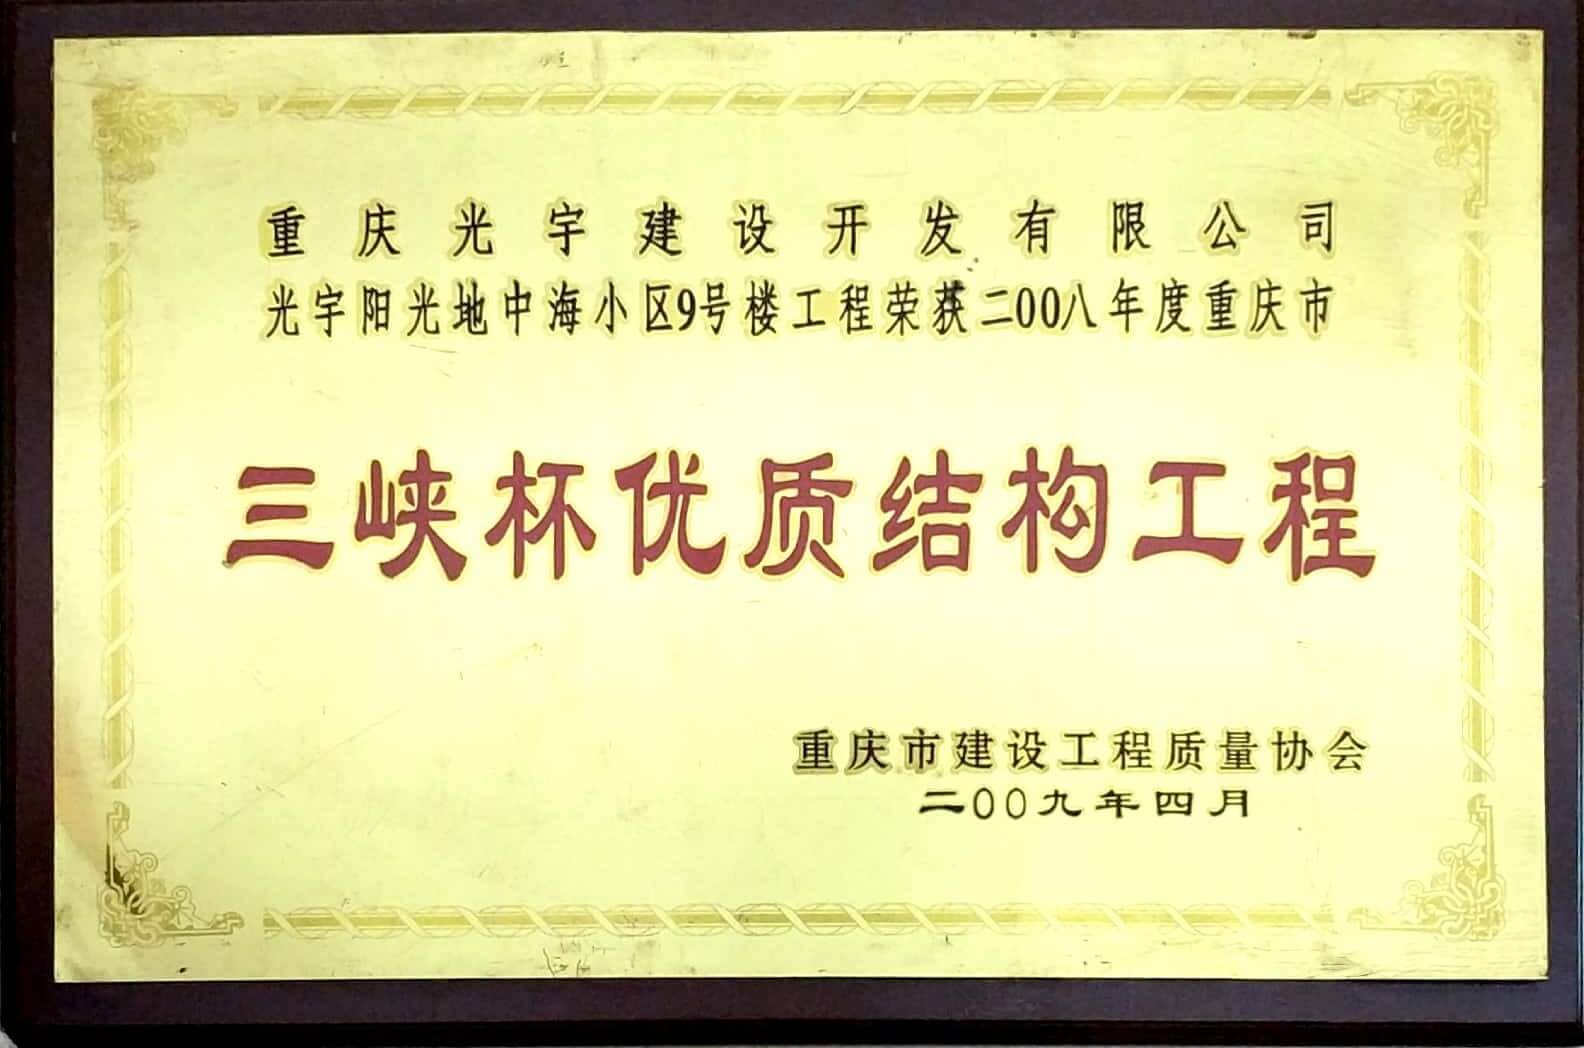 重庆光宇建设开发有限公司
光宇阳光地中海小区9号楼工程荣获二00八年度重庆市
三峡杯优质结构工程
重庆市建设工程质量协会
二00九年四月